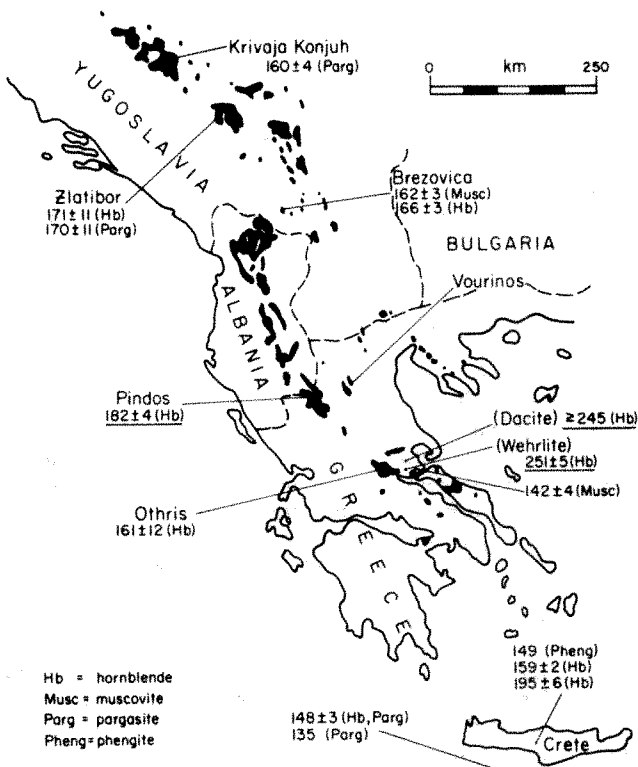 Krivaja Konjuh
160±4 (Parg)
0 km 250
YUGOSLAVIA
Zlatibor
171±11 (Hb)
170±11 (Parg)
Brezovica
162±3 (Musc)
166±3 (Hb)
BULGARIA
Vourinos
ALBANIA
Pindos
182±4 (Hb)
(Dacite) ≥245 (Hb)
(Wehrlite)
251±5 (Hb)
142±4 (Musc)
Othris
161±12 (Hb)
GREECE
149 (Pheng)
159±2 (Hb)
195±6 (Hb)
Hb = hornblende
Musc = muscovite
Parg = pargasite
Pheng = phengite
148±3 (Hb, Parg)
135 (Parg)
Crete